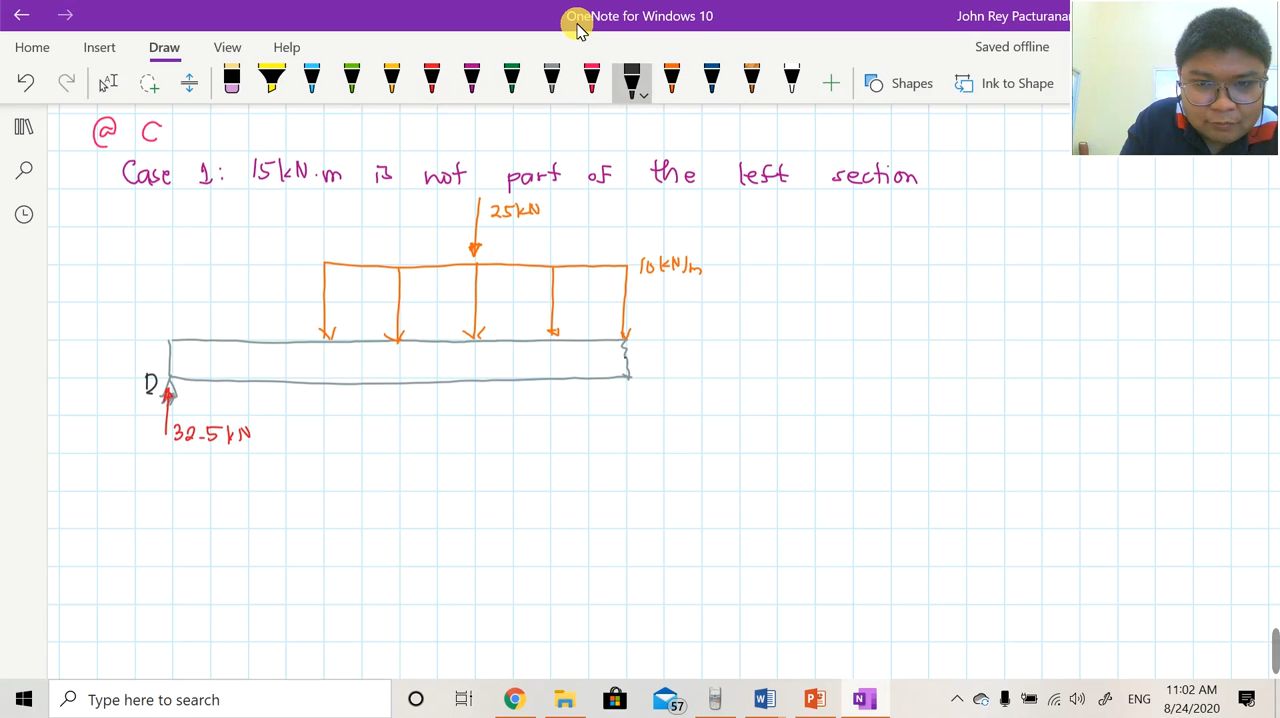 OneNote for Windows 10
John Rey Pacturanan
Home Insert Draw View Help
Saved offline
Shapes Ink to Shape
@ C
Case 1: 15kN.m is not part of the left section
25kN
10kN/m
D
32.5kN
Type here to search
57
ENG
11:02 AM
8/24/2020